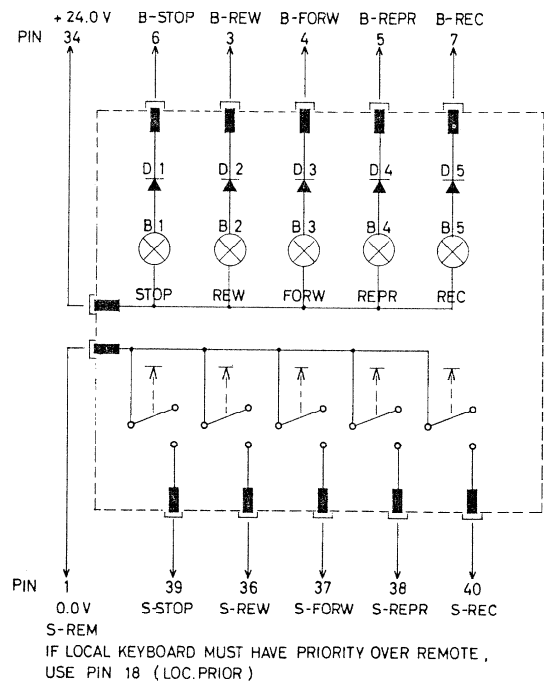 + 24.0 V B-STOP B-REW B-FORW B-REPR B-REC
PIN 34 6 3 4 5 7
D 1 D 2 D 3 D 4 D 5
B 1 B 2 B 3 B 4 B 5
STOP REW FORW REPR REC
PIN 1 39 36 37 38 40
0.0 V S-STOP S-REW S-FORW S-REPR S-REC
S-REM
IF LOCAL KEYBOARD MUST HAVE PRIORITY OVER REMOTE,
USE PIN 18 (LOC.PRIOR)